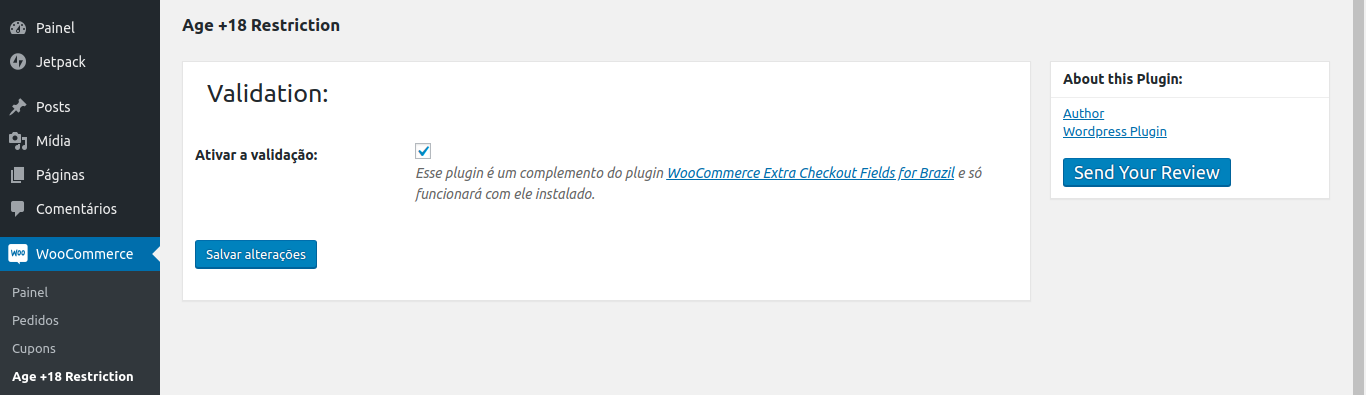 Painel
Jetpack
Posts
Mídia
Páginas
Comentários
WOO WooCommerce
Painel
Pedidos
Cupons
Age +18 Restriction
Age +18 Restriction
Validation:
Ativar a validação:
Esse plugin é um complemento do plugin WooCommerce Extra Checkout Fields for Brazil e só
funcionará com ele instalado.
Salvar alterações
About this Plugin:
Author
Wordpress Plugin
Send Your Review